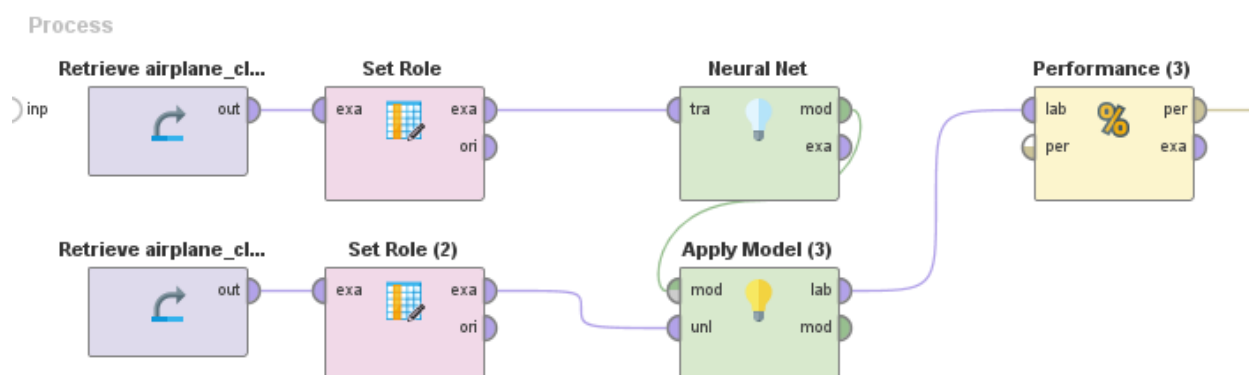 Process
Retrieve airplane_cl...
Set Role
Neural Net
Performance (3)
inp
out
exa
exa
ori
tra
mod
exa
lab
per
per
exa
%
Retrieve airplane_cl...
Set Role (2)
Apply Model (3)
out
exa
exa
ori
mod
unl
lab
mod